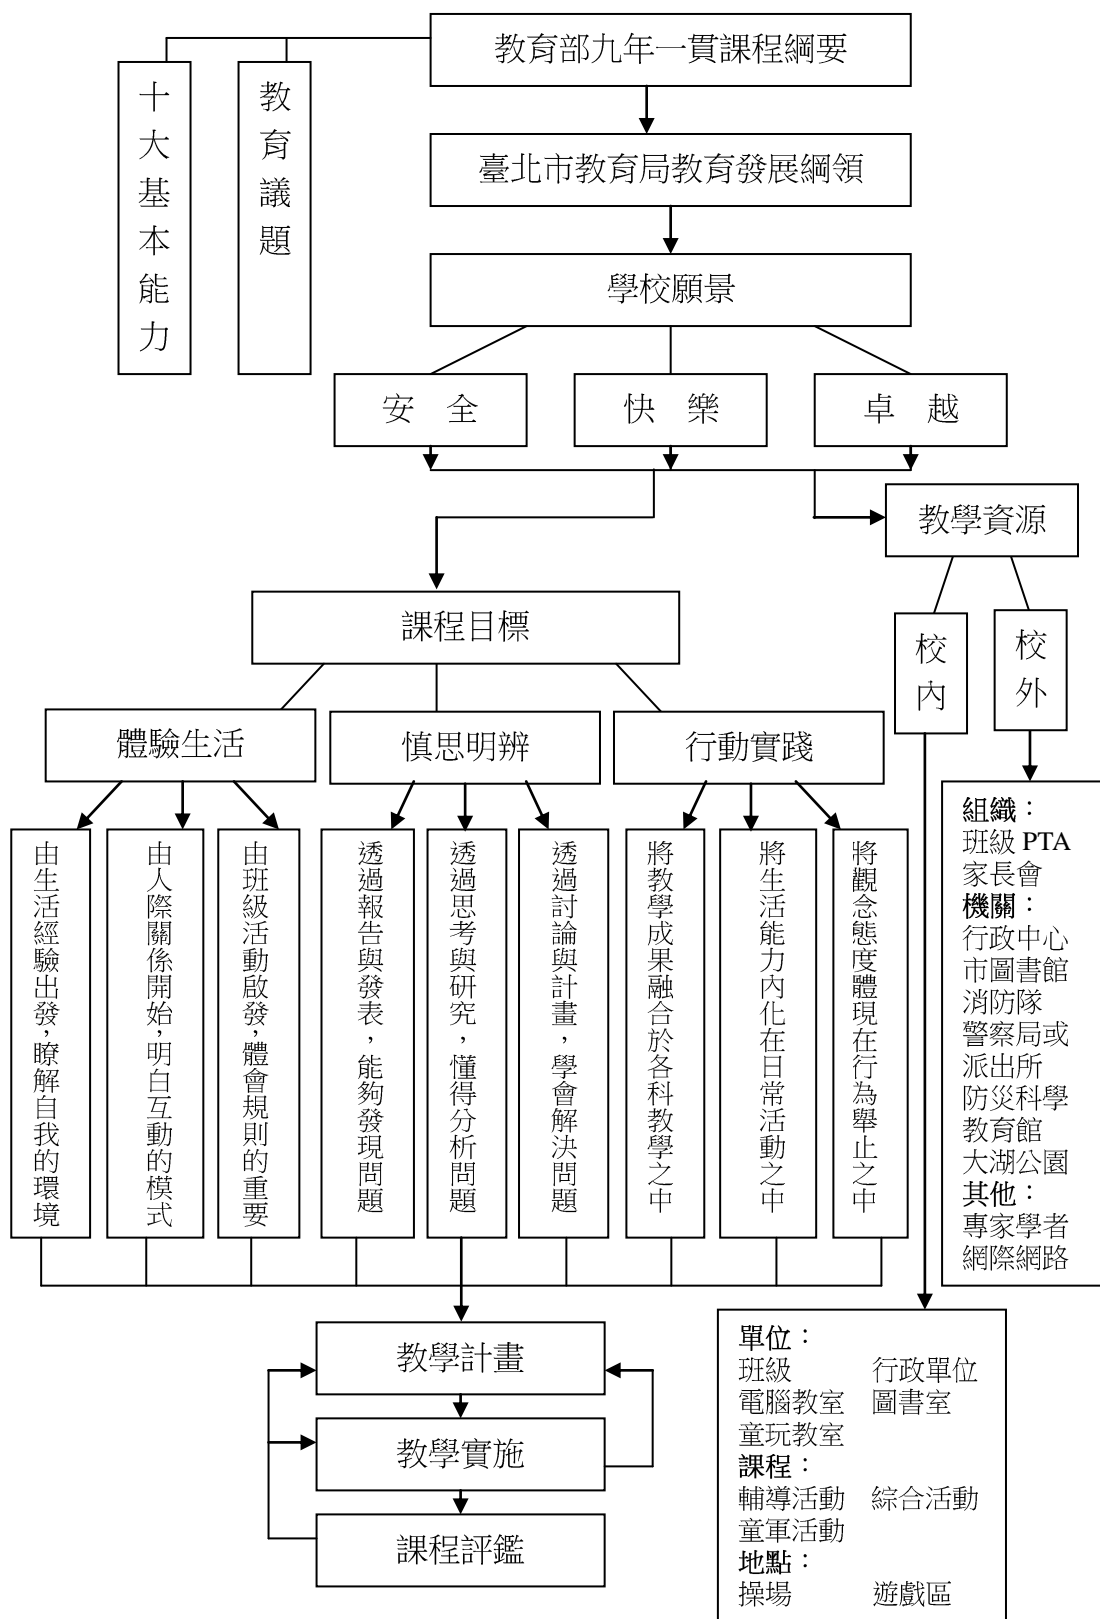 教育部九年一貫課程綱要
十大基本能力
教育議題
臺北市教育局教育發展綱領
學校願景
安　全
快　樂
卓　越
教學資源
課程目標
校內
校外
體驗生活
慎思明辨
行動實踐
由生活經驗出發，瞭解自我的環境
由人際關係開始，明白互動的模式
由班級活動啟發，體會規則的重要
透過報告與發表，能夠發現問題
透過思考與研究，懂得分析問題
透過討論與計畫，學會解決問題
將教學成果融合於各科教學之中
將生活能力內化在日常活動之中
將觀念態度體現在行為舉止之中
組織：
班級 PTA
家長會
機關：
行政中心
市圖書館
消防隊
警察局或
派出所
防災科學
教育館
大湖公園
其他：
專家學者
網際網路
教學計畫
教學實施
課程評鑑
單位：
班級　　　行政單位
電腦教室　圖書室
童玩教室
課程：
輔導活動　綜合活動
童軍活動
地點：
操場　　　遊戲區